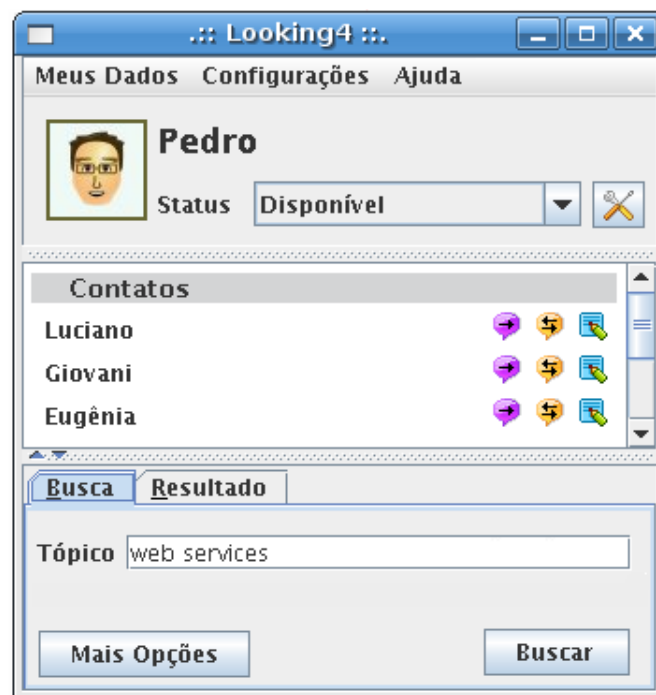 .:: Looking4 ::.
Meus Dados Configurações Ajuda
Pedro
Status Disponível
Contatos
Luciano
Giovani
Eugênia
Busca Resultado
Tópico web services
Mais Opções Buscar